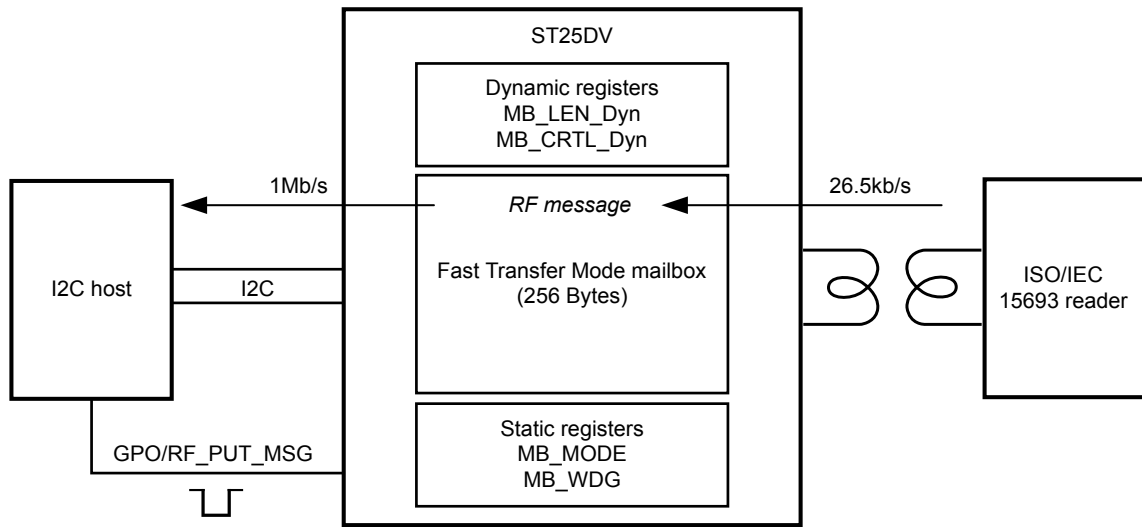 ST25DV
Dynamic registers
MB_LEN_Dyn
MB_CRTL_Dyn
1Mb/s
RF message
26.5kb/s
I2C host
I2C
Fast Transfer Mode mailbox
(256 Bytes)
ISO/IEC
15693 reader
Static registers
MB_MODE
MB_WDG
GPO/RF_PUT_MSG